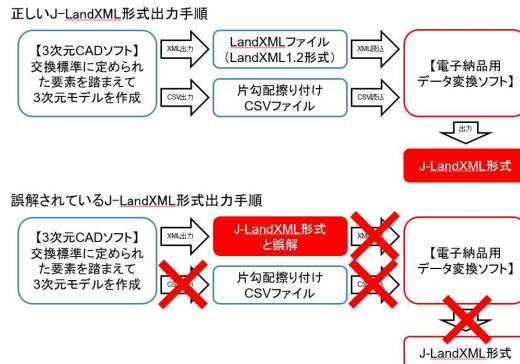 正しいJ-LandXML形式出力手順
【3次元CADソフト】
交換標準に定められ
た要素を踏まえて
3次元モデルを作成
XML出力
LandXMLファイル
(LandXML1.2形式)
XML読込
CSV出力
片勾配擦り付け
CSVファイル
CSV読込
【電子納品用
データ変換ソフト】
出力
J-LandXML形式
誤解されているJ-LandXML形式出力手順
【3次元CADソフト】
交換標準に定められ
た要素を踏まえて
3次元モデルを作成
XML出力
J-LandXML形式
と誤解
片勾配擦り付け
CSVファイル
【電子納品用
データ変換ソフト】
J-LandXML形式